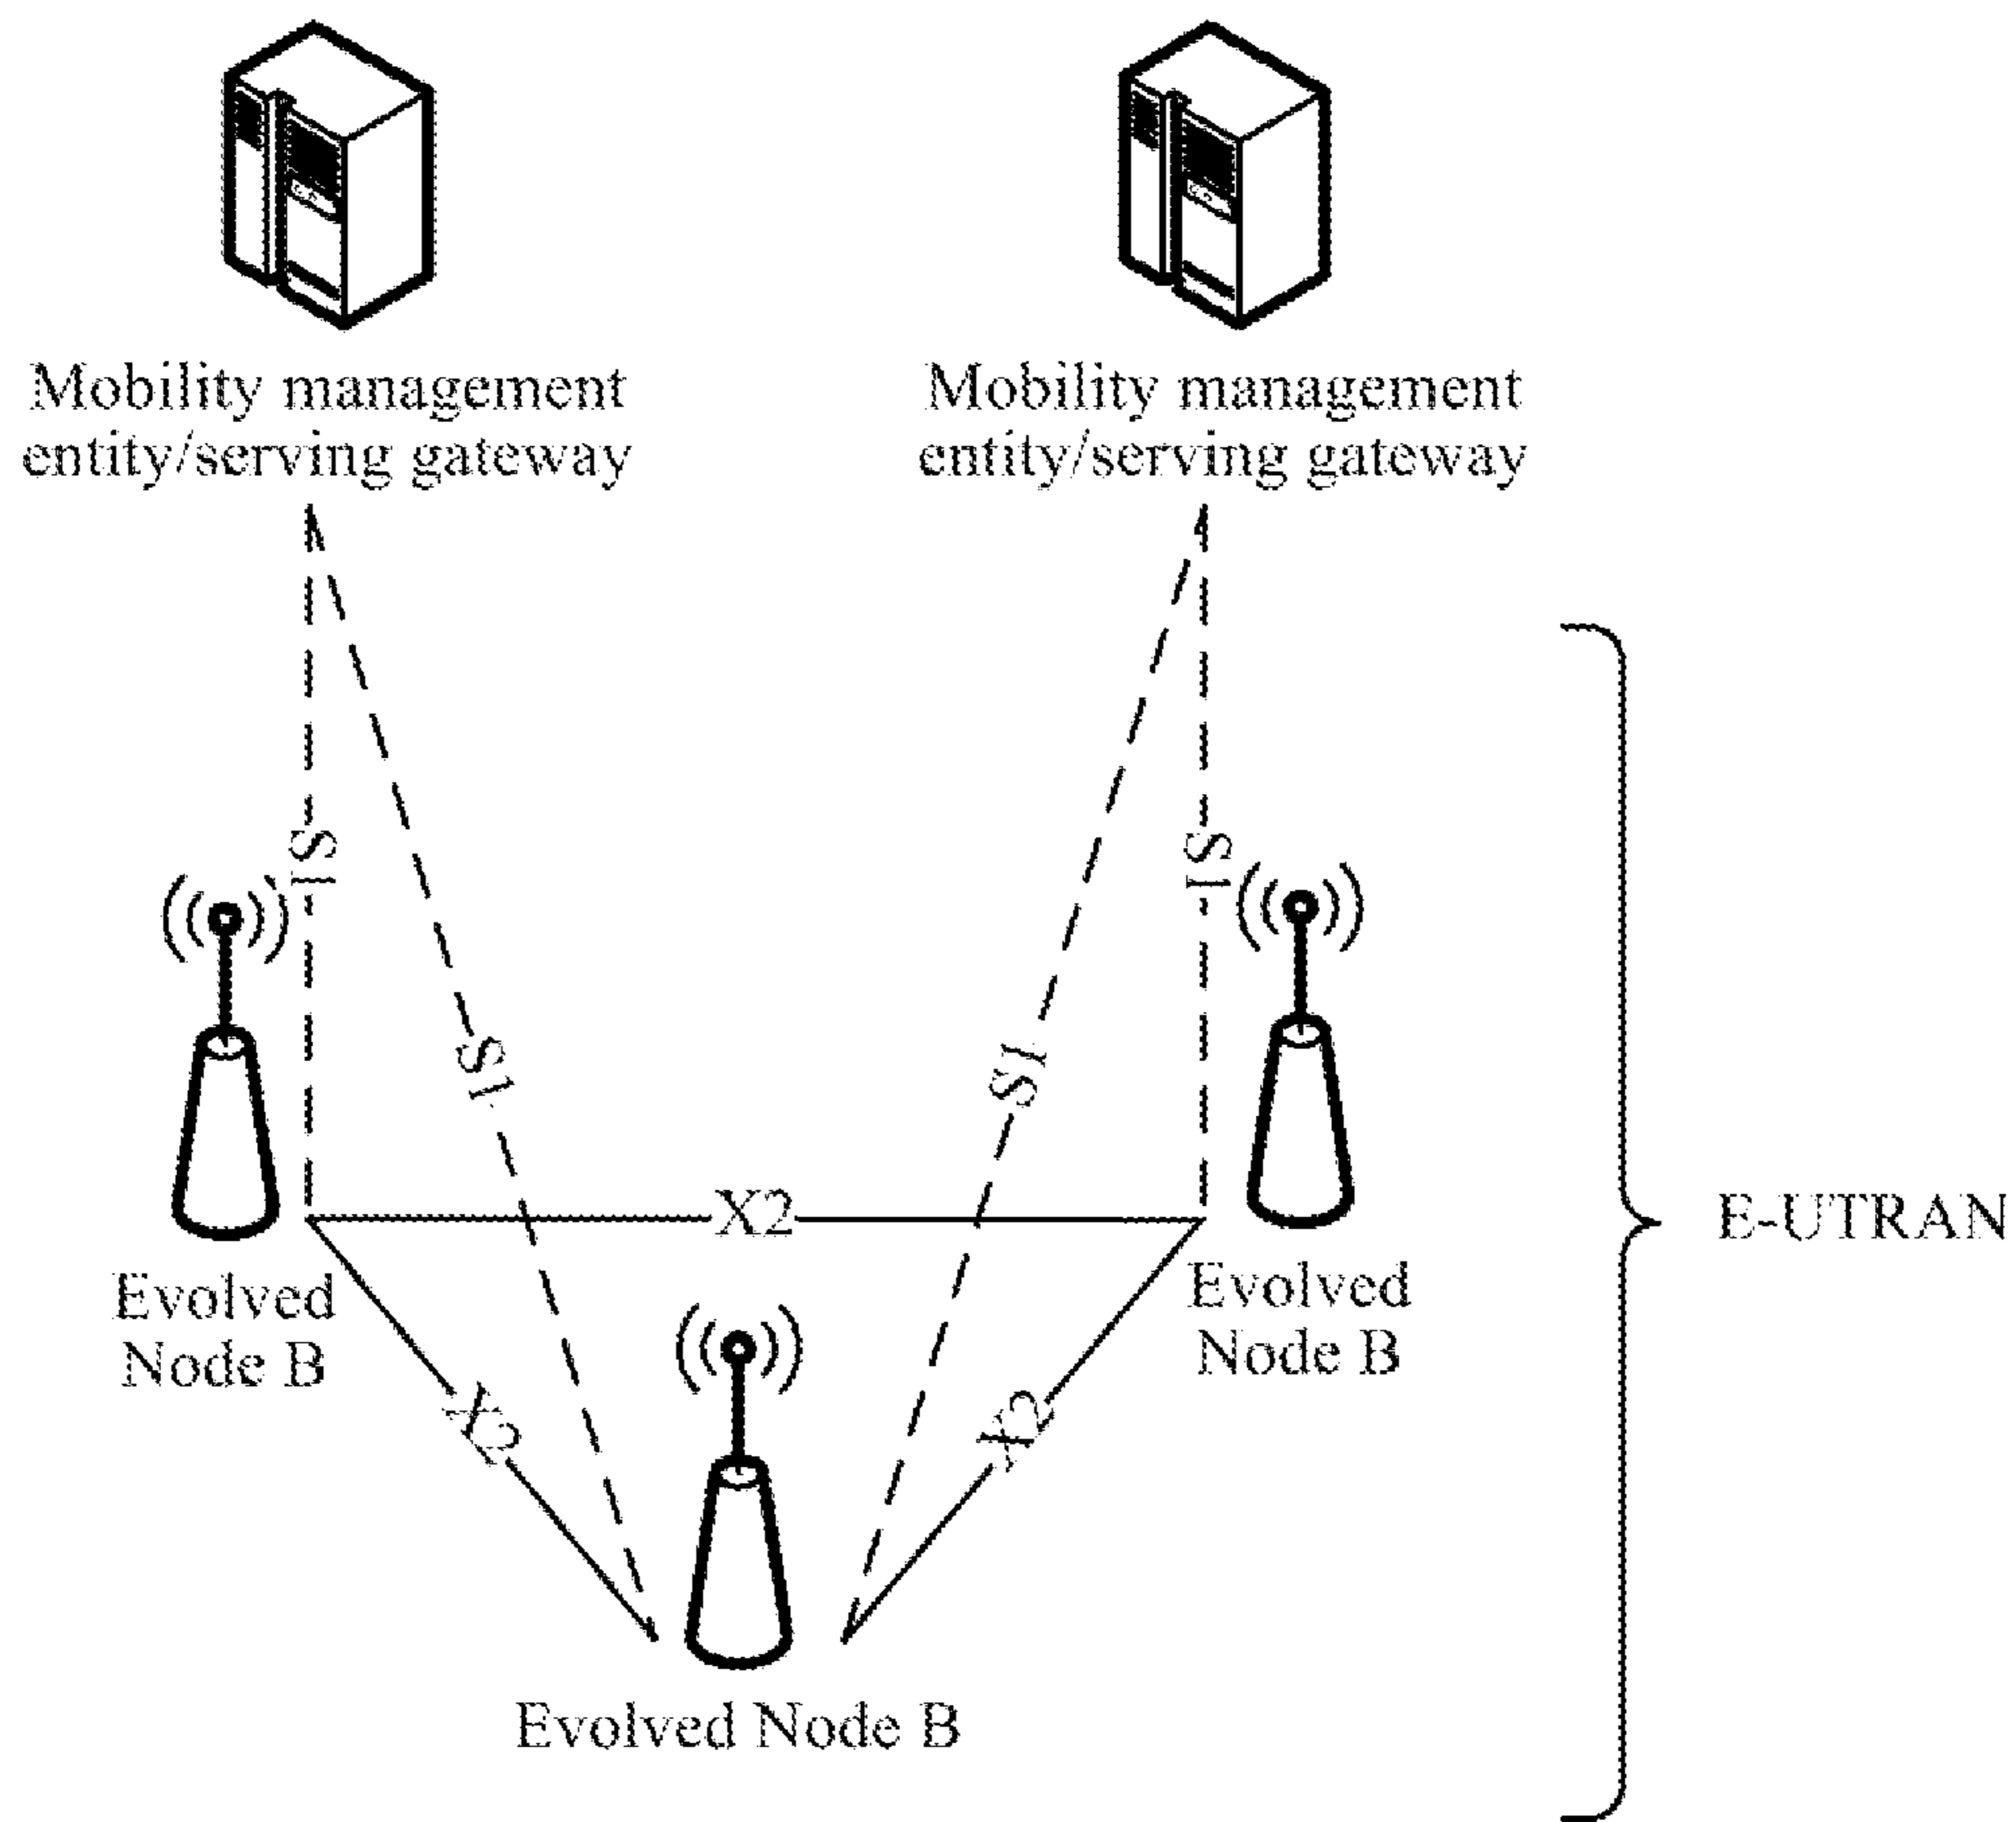 Mobility management
entity/serving gateway
Mobility management
entity/serving gateway
S1
S1
S1
S1
X2
E-UTRAN
Evolved
Node B
Evolved
Node B
X2
X2
Evolved Node B